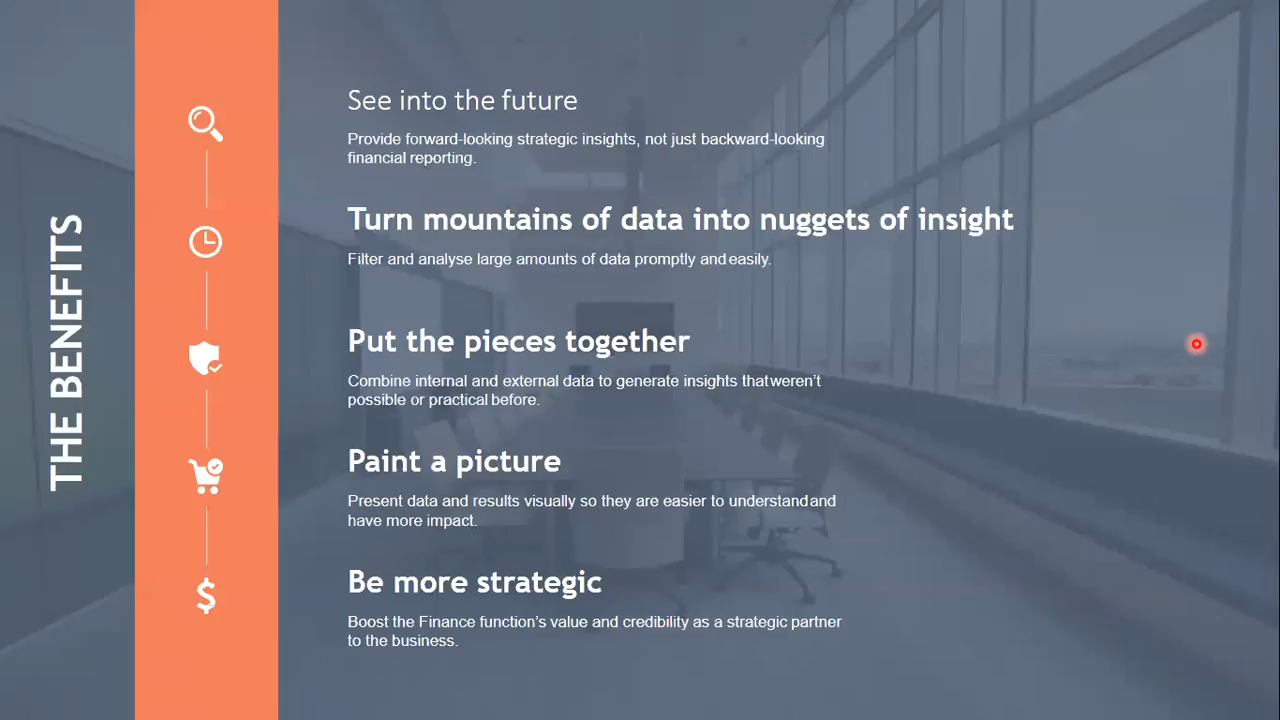 THE BENEFITS
See into the future
Provide forward-looking strategic insights, not just backward-looking
financial reporting.
Turn mountains of data into nuggets of insight
Filter and analyse large amounts of data promptly and easily.
Put the pieces together
Combine internal and external data to generate insights that weren’t
possible or practical before.
Paint a picture
Present data and results visually so they are easier to understand and
have more impact.
Be more strategic
Boost the Finance function’s value and credibility as a strategic partner
to the business.
$